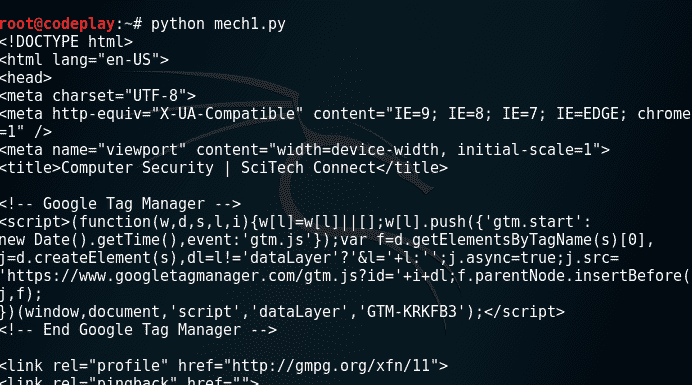 root@codeplay:~# python mech1.py
<!DOCTYPE html>
<html lang="en-US">
<head>
<meta charset="UTF-8">
<meta http-equiv="X-UA-Compatible" content="IE=9; IE=8; IE=7; IE=EDGE; chrome
=1" />
<meta name="viewport" content="width=device-width, initial-scale=1">
<title>Computer Security | SciTech Connect</title>
<!-- Google Tag Manager -->
<script>(function(w,d,s,l,i){w[l]=w[l]||[];w[l].push({'gtm.start':
new Date().getTime(),event:'gtm.js'});var f=d.getElementsByTagName(s)[0],
j=d.createElement(s),dl=l!='dataLayer'?'&l='+l:'';j.async=true;j.src=
'https://www.googletagmanager.com/gtm.js?id='+i+dl;f.parentNode.insertBefore(
j,f);
})(window,document,'script','dataLayer','GTM-KRKFB3');</script>
<!-- End Google Tag Manager -->
<link rel="profile" href="http://gmpg.org/xfn/11">
<link rel="pingback" href="">